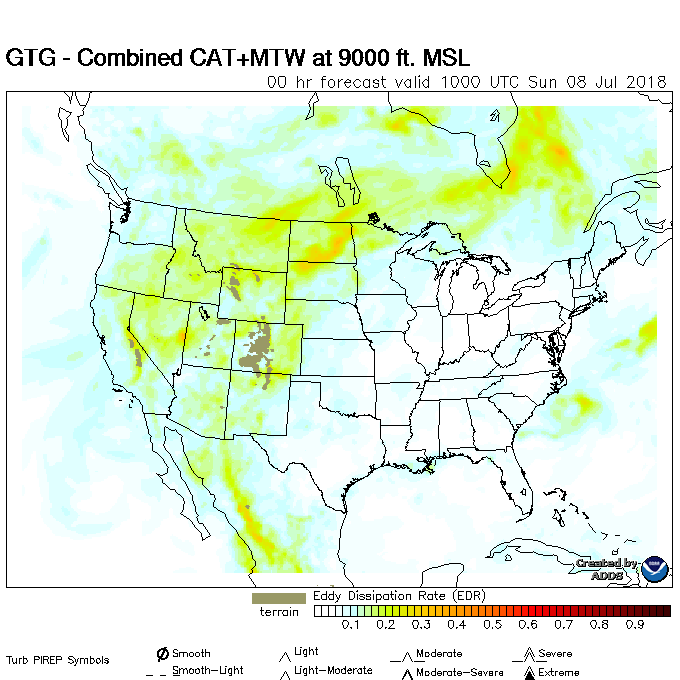 GTG - Combined CAT+MTW at 9000 ft. MSL
00 hr forecast valid 1000 UTC Sun 08 Jul 2018
Created by
ADDS
Eddy Dissipation Rate (EDR)
terrain
0.1 0.2 0.3 0.4 0.5 0.6 0.7 0.8 0.9
Turb PIREP Symbols
Smooth Light Moderate Severe
Smooth-Light Light-Moderate Moderate-Severe Extreme